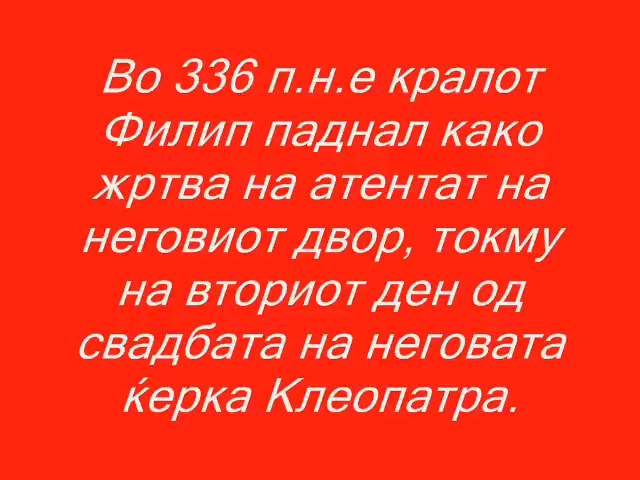 Во 336 п.н.е кралот
Филип паднал како
жртва на атентат на
неговиот двор, токму
на вториот ден од
свадбата на неговата
ќерка Клеопатра.